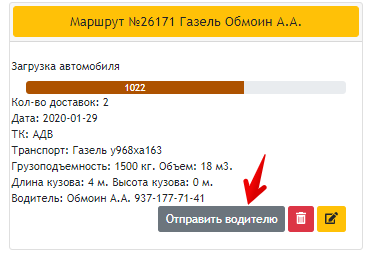 Маршрут №26171 Газель Обмоин А.А.
Загрузка автомобиля
1022
Кол-во доставок: 2
Дата: 2020-01-29
ТК: АДВ
Транспорт: Газель у968ха163
Грузоподъемность: 1500 кг. Объем: 18 м3.
Длина кузова: 4 м. Высота кузова: 0 м.
Водитель: Обмоин А.А. 937-177-71-41
Отправить водителю